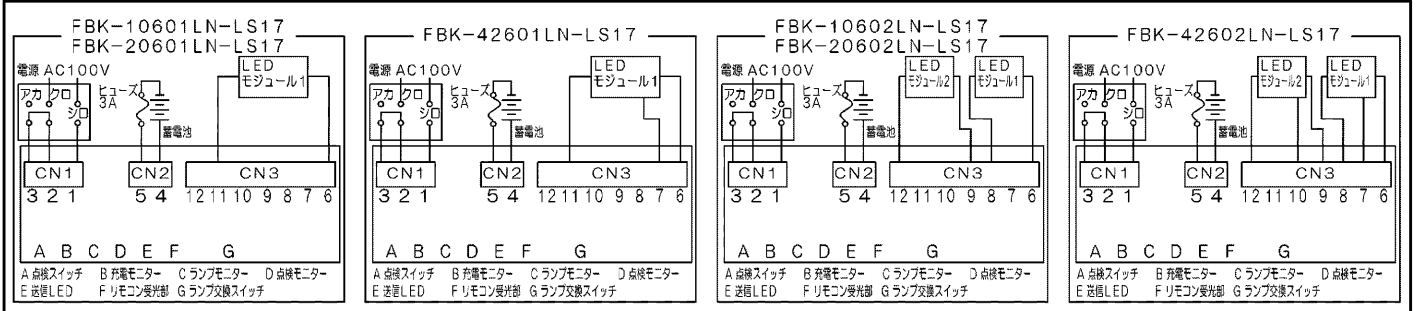 FBK-10601LN-LS17
FBK-20601LN-LS17
電源 AC100V
アカ クロ
シロ
ヒューズ
3A
蓄電池
LED
モジュール1
CN1
CN2
CN3
3 2 1
5 4
12 11 10 9 8 7 6
A B C D E F G
A 点検スイッチ B 充電モニター C ランプモニター D 点検モニター
E 送信LED F リモコン受光部 G ランプ交換スイッチ
FBK-42601LN-LS17
電源 AC100V
アカ クロ
シロ
ヒューズ
3A
蓄電池
LED
モジュール1
CN1
CN2
CN3
3 2 1
5 4
12 11 10 9 8 7 6
A B C D E F G
A 点検スイッチ B 充電モニター C ランプモニター D 点検モニター
E 送信LED F リモコン受光部 G ランプ交換スイッチ
FBK-10602LN-LS17
FBK-20602LN-LS17
電源 AC100V
アカ クロ
シロ
ヒューズ
3A
蓄電池
LED
モジュール2
LED
モジュール1
CN1
CN2
CN3
3 2 1
5 4
12 11 10 9 8 7 6
A B C D E F G
A 点検スイッチ B 充電モニター C ランプモニター D 点検モニター
E 送信LED F リモコン受光部 G ランプ交換スイッチ
FBK-42602LN-LS17
電源 AC100V
アカ クロ
シロ
ヒューズ
3A
蓄電池
LED
モジュール2
LED
モジュール1
CN1
CN2
CN3
3 2 1
5 4
12 11 10 9 8 7 6
A B C D E F G
A 点検スイッチ B 充電モニター C ランプモニター D 点検モニター
E 送信LED F リモコン受光部 G ランプ交換スイッチ